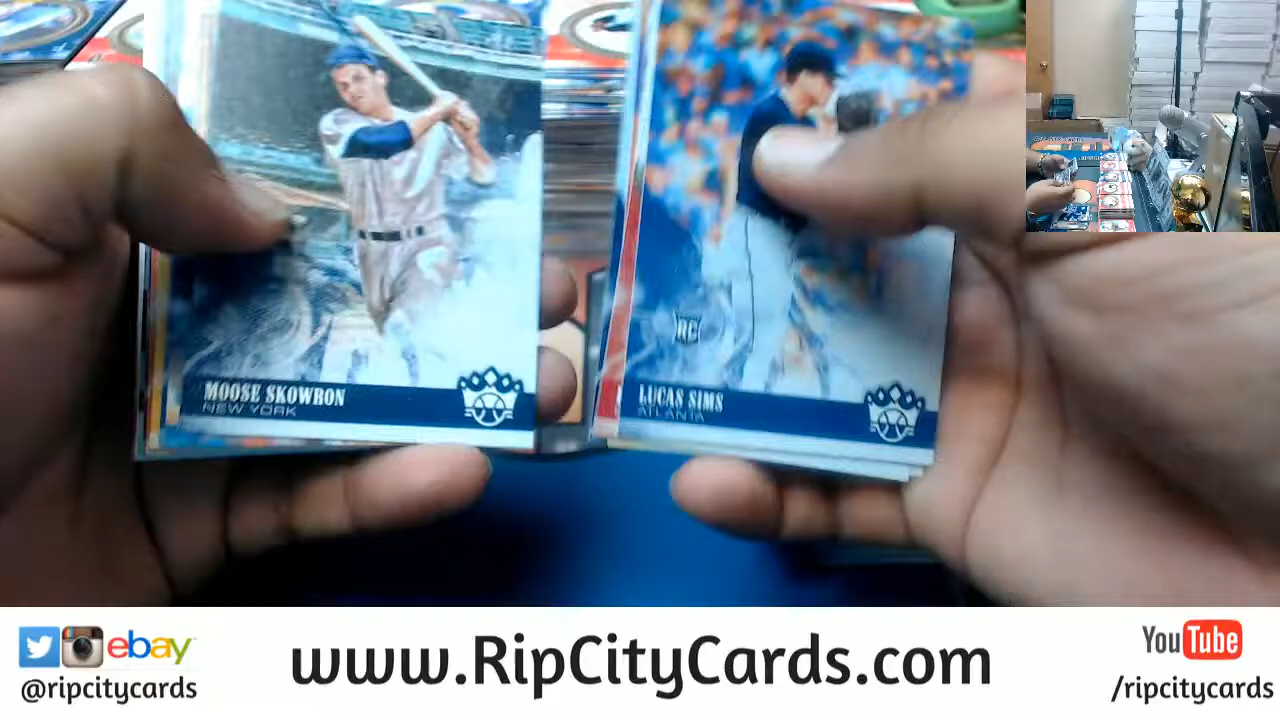 MOOSE SKOWRON
NEW YORK
RC
LUCAS SIMS
ATLANTA
ebay
@ripcitycards
www.RipCityCards.com
YouTube
/ripcitycards